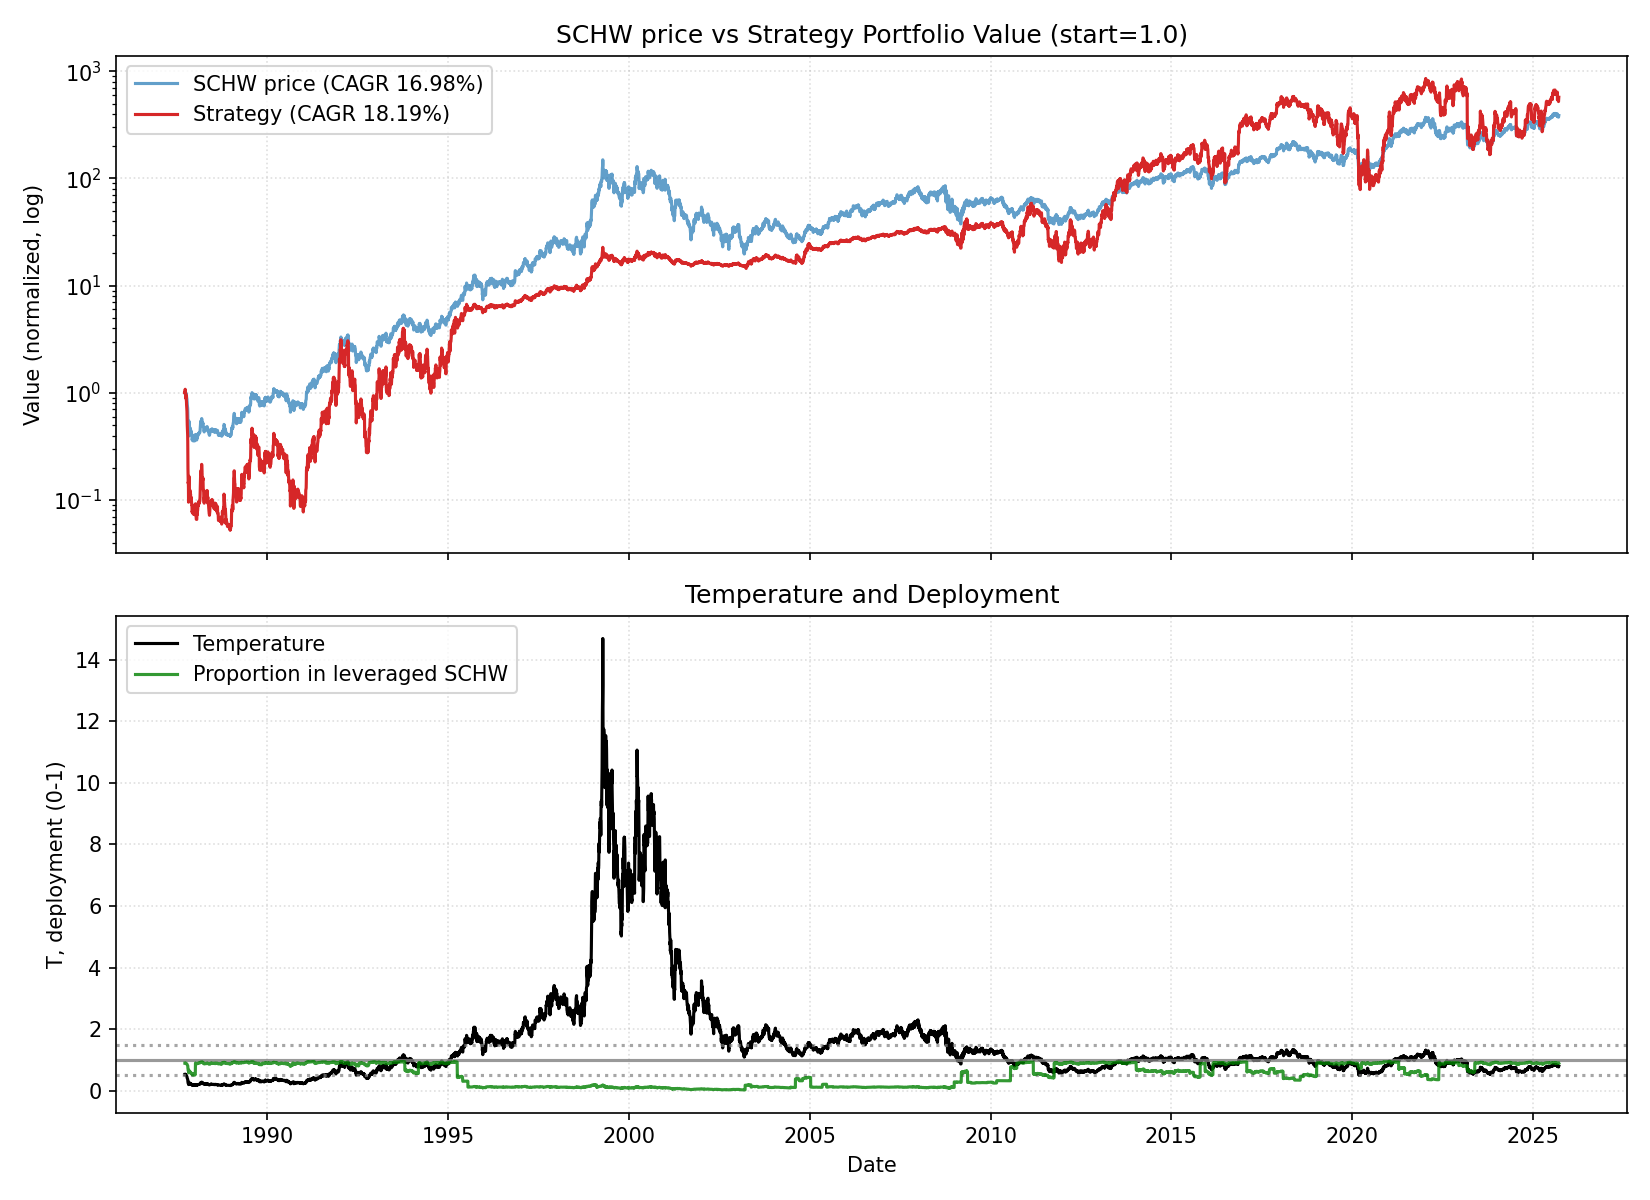 SCHW price vs Strategy Portfolio Value (start=1.0)
SCHW price (CAGR 16.98%)
Strategy (CAGR 18.19%)
Value (normalized, log)
10³
10²
10¹
10⁰
10⁻¹
Temperature and Deployment
Temperature
Proportion in leveraged SCHW
T, deployment (0-1)
14
12
10
8
6
4
2
0
1990 1995 2000 2005 2010 2015 2020 2025
Date